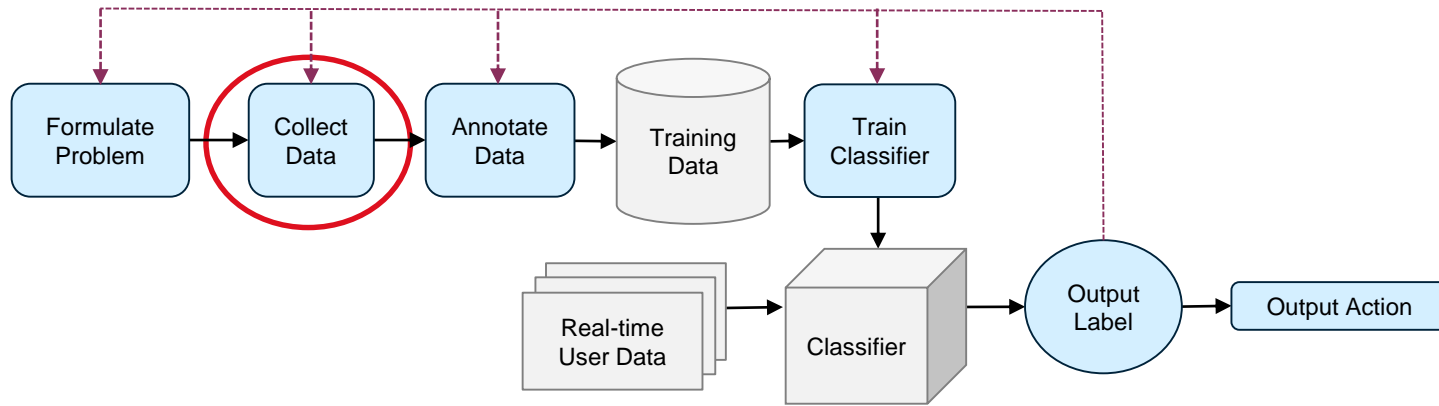 Formulate
Problem
Collect
Data
Annotate
Data
Training
Data
Train
Classifier
Real-time
User Data
Classifier
Output
Label
Output Action